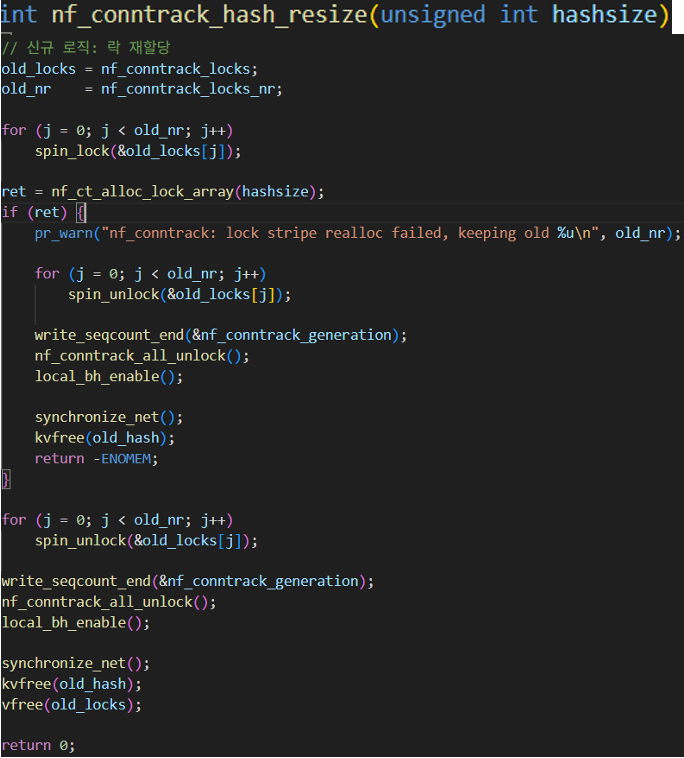 int nf_conntrack_hash_resize(unsigned int hashsize)
// 신규 로직: 락 재할당
old_locks = nf_conntrack_locks;
old_nr    = nf_conntrack_locks_nr;
for (j = 0; j < old_nr; j++)
    spin_lock(&old_locks[j]);
ret = nf_ct_alloc_lock_array(hashsize);
if (ret) {
    pr_warn("nf_conntrack: lock stripe realloc failed, keeping old %u\n", old_nr);
    for (j = 0; j < old_nr; j++)
        spin_unlock(&old_locks[j]);
    write_seqcount_end(&nf_conntrack_generation);
    nf_conntrack_all_unlock();
    local_bh_enable();
    synchronize_net();
    kvfree(old_hash);
    return -ENOMEM;
}
for (j = 0; j < old_nr; j++)
    spin_unlock(&old_locks[j]);
write_seqcount_end(&nf_conntrack_generation);
nf_conntrack_all_unlock();
local_bh_enable();
synchronize_net();
kvfree(old_hash);
vfree(old_locks);
return 0;